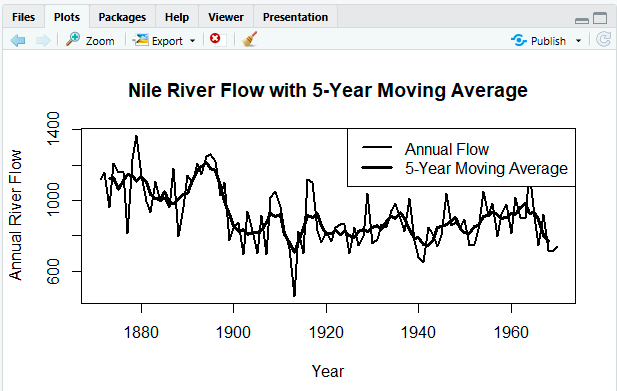 Files Plots Packages Help Viewer Presentation
Zoom Export Publish
Nile River Flow with 5-Year Moving Average
Annual River Flow
1400
1000
600
Annual Flow
5-Year Moving Average
1880 1900 1920 1940 1960
Year